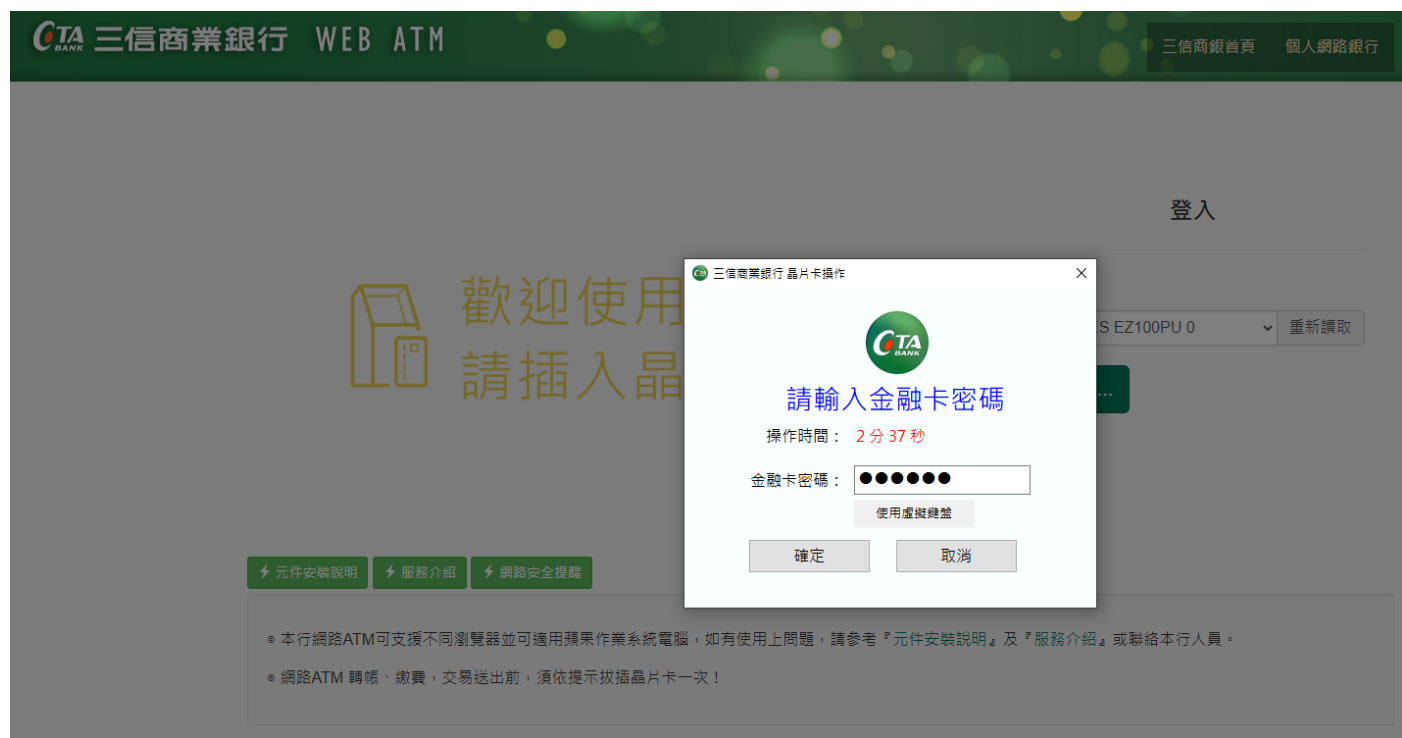 CTA BANK 三信商業銀行 WEB ATM
三信商銀首頁 個人網路銀行
登入
歡迎使用
請插入晶
S EZ100PU 0 重新讀取
...
三信商業銀行 晶片卡操作
CTA BANK
請輸入金融卡密碼
操作時間： 2 分 37 秒
金融卡密碼： ●●●●●●
使用虛擬鍵盤
確定 取消
元件安裝說明 服務介紹 網路安全提醒
本行網路ATM可支援不同瀏覽器並可適用蘋果作業系統電腦，如有使用上問題，請參考『元件安裝說明』及『服務介紹』或聯絡本行人員。
網路ATM 轉帳、繳費，交易送出前，須依提示拔插晶片卡一次！